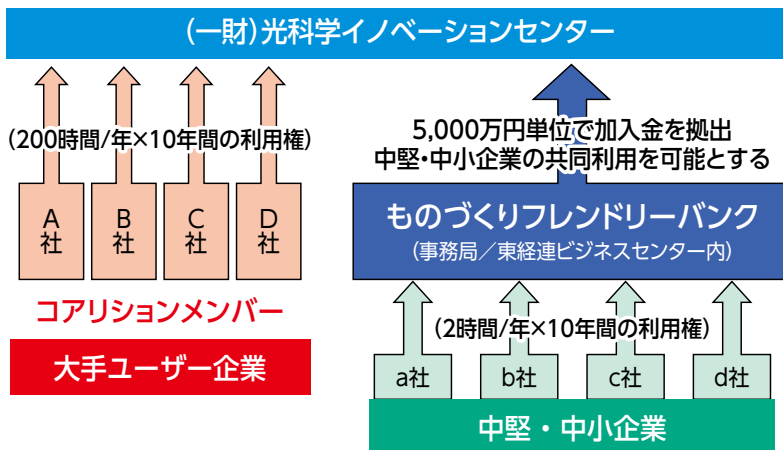 (一財)光科学イノベーションセンター
(200時間/年×10年間の利用権)
A社
B社
C社
D社
コアリションメンバー
大手ユーザー企業
5,000万円単位で加入金を拠出
中堅・中小企業の共同利用を可能とする
ものづくりフレンドリーバンク
(事務局/東経連ビジネスセンター内)
(2時間/年×10年間の利用権)
a社
b社
c社
d社
中堅・中小企業